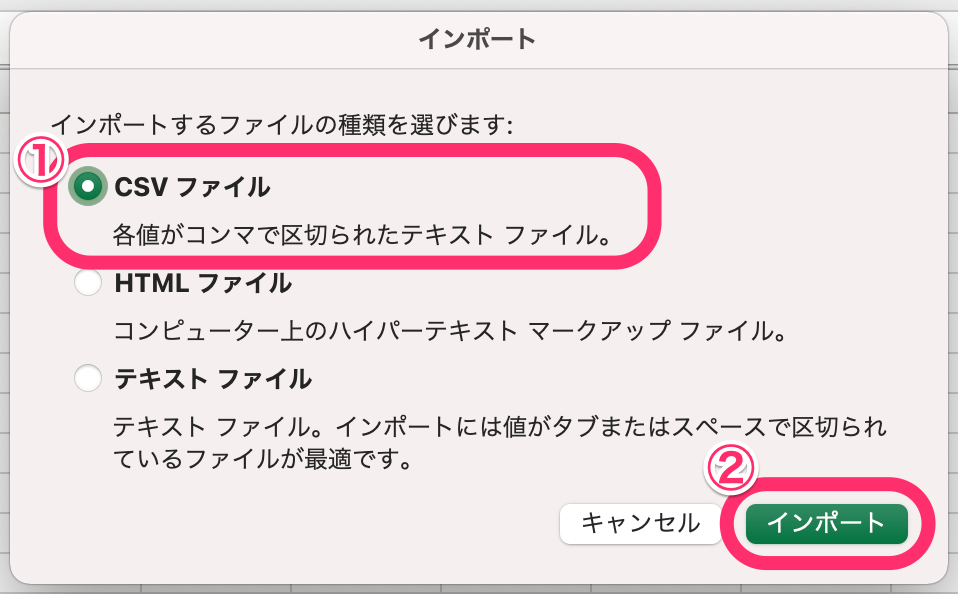 インポート
インポートするファイルの種類を選びます:
①
CSV ファイル
各値がコンマで区切られたテキスト ファイル。
HTML ファイル
コンピューター上のハイパーテキスト マークアップ ファイル。
テキスト ファイル
テキスト ファイル。インポートには値がタブまたはスペースで区切られ
ているファイルが最適です。
②
キャンセル
インポート